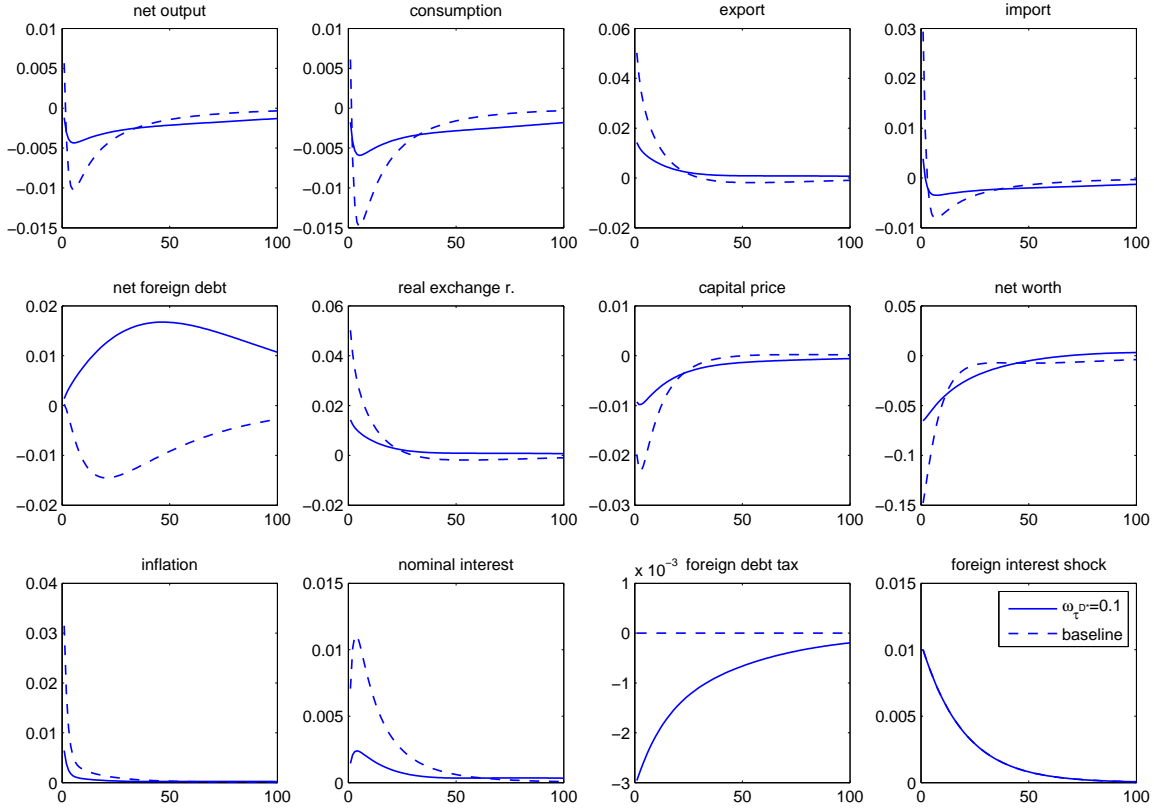 net output
consumption
export
import
0.01
0.005
0
−0.005
−0.01
−0.015
0 50 100
0.01
0.005
0
−0.005
−0.01
−0.015
0 50 100
0.06
0.04
0.02
0
−0.02
0 50 100
0.03
0.02
0.01
0
−0.01
0 50 100
net foreign debt
real exchange r.
capital price
net worth
0.02
0.01
0
−0.01
−0.02
0 50 100
0.06
0.04
0.02
0
−0.02
0 50 100
0.01
0
−0.01
−0.02
−0.03
0 50 100
0.05
0
−0.05
−0.1
−0.15
0 50 100
inflation
nominal interest
x 10⁻³ foreign debt tax
foreign interest shock
0.04
0.03
0.02
0.01
0
0 50 100
0.015
0.01
0.005
0
0 50 100
1
0
−1
−2
−3
0 50 100
0.015
0.01
0.005
0
0 50 100
ω_τ^D*=0.1
baseline